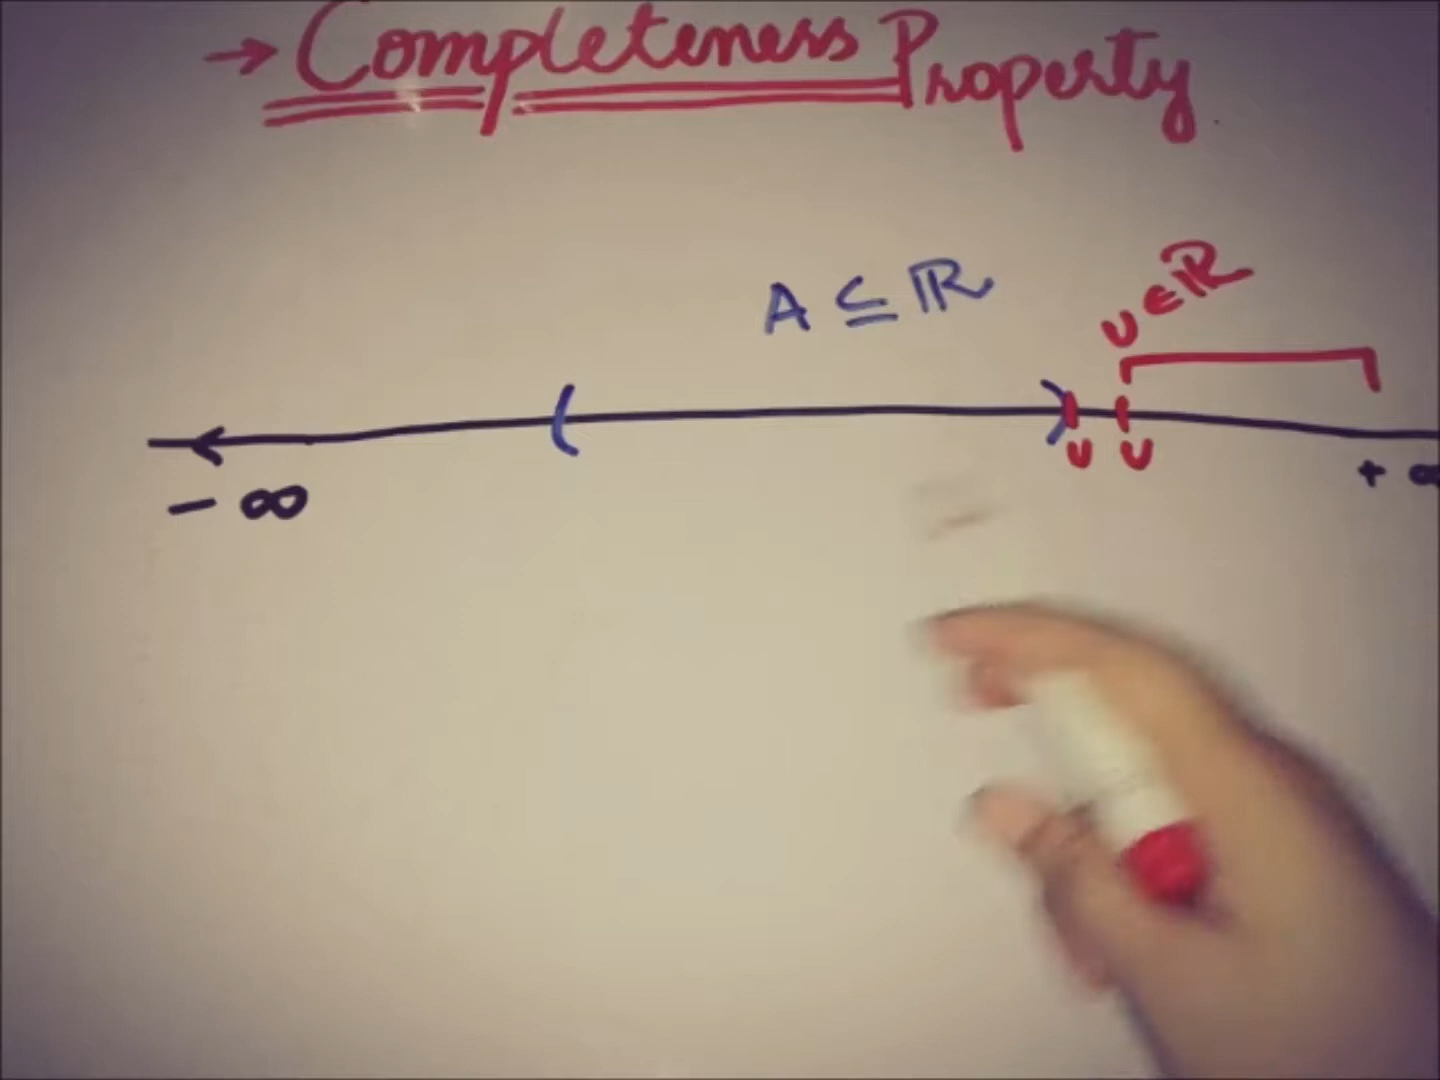 → Completeness Property
A ⊆ ℝ
U ∈ ℝ
( )
U U
- ∞ + ∞